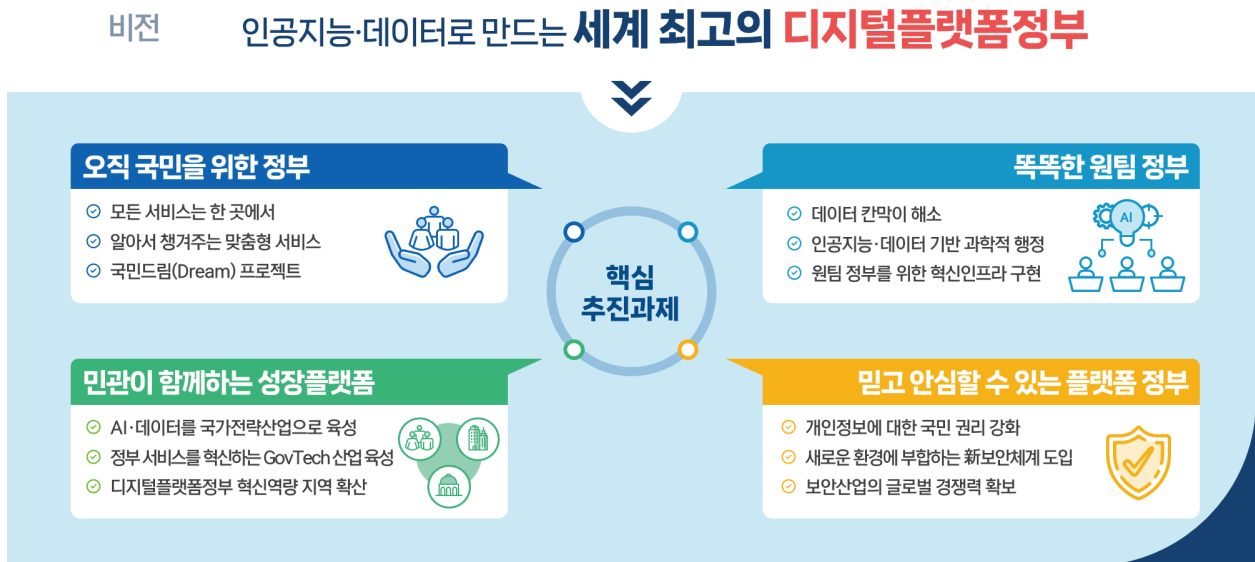 비전
인공지능·데이터로 만드는 세계 최고의 디지털플랫폼정부
오직 국민을 위한 정부
모든 서비스는 한 곳에서
알아서 챙겨주는 맞춤형 서비스
국민드림(Dream) 프로젝트
똑똑한 원팀 정부
데이터 칸막이 해소
인공지능·데이터 기반 과학적 행정
원팀 정부를 위한 혁신인프라 구현
AI
핵심
추진과제
민관이 함께하는 성장플랫폼
AI·데이터를 국가전략산업으로 육성
정부 서비스를 혁신하는 GovTech 산업 육성
디지털플랫폼정부 혁신역량 지역 확산
믿고 안심할 수 있는 플랫폼 정부
개인정보에 대한 국민 권리 강화
새로운 환경에 부합하는 新보안체계 도입
보안산업의 글로벌 경쟁력 확보